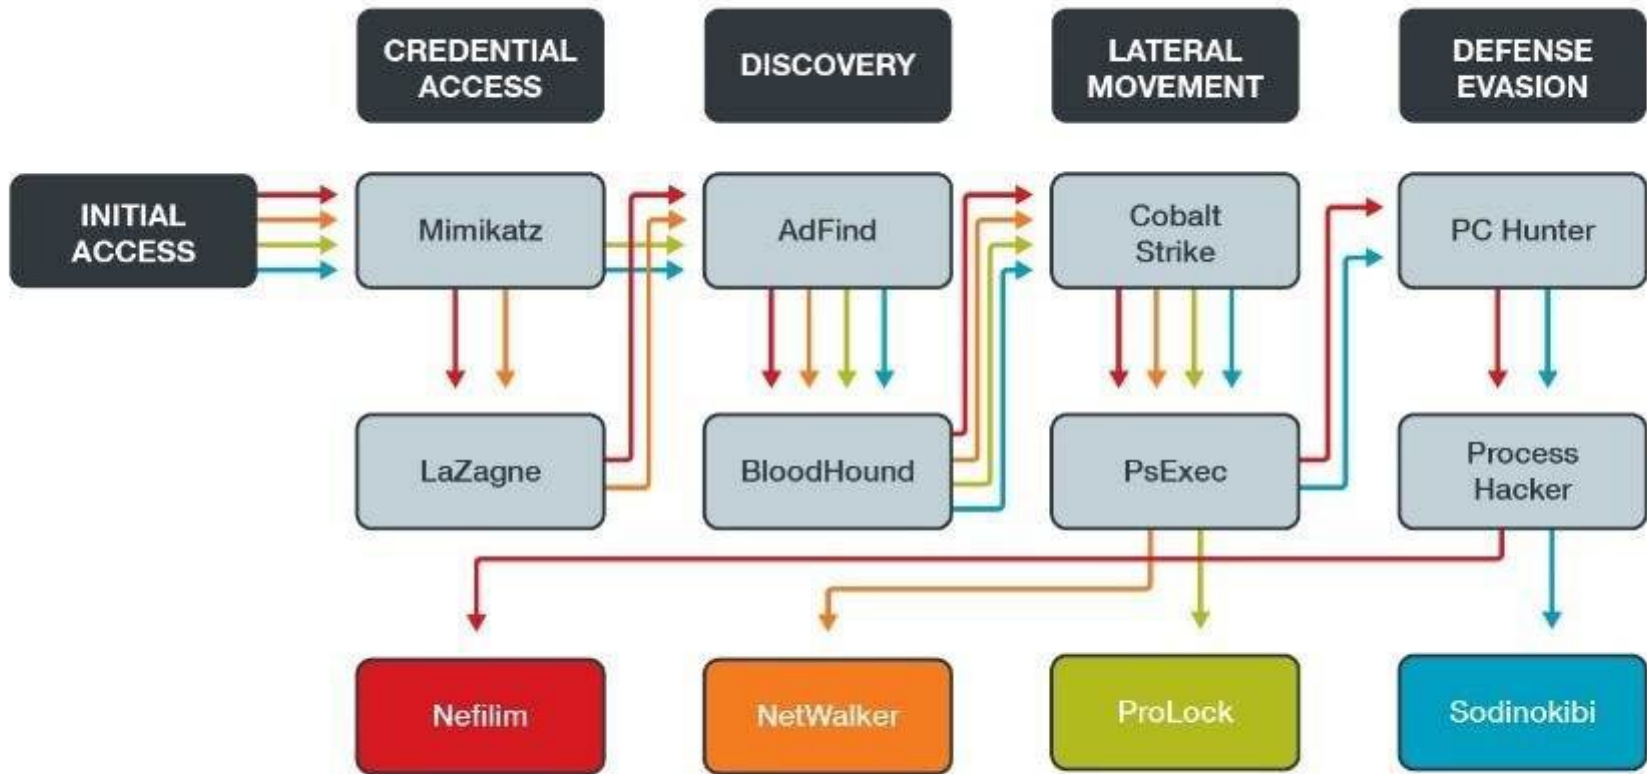 CREDENTIAL
ACCESS
DISCOVERY
LATERAL
MOVEMENT
DEFENSE
EVASION
INITIAL
ACCESS
Mimikatz
AdFind
Cobalt
Strike
PC Hunter
LaZagne
BloodHound
PsExec
Process
Hacker
Nefilim
NetWalker
ProLock
Sodinokibi